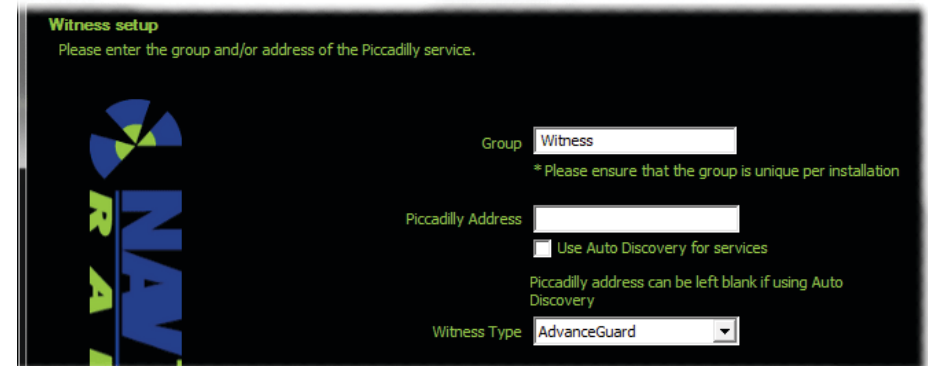 Witness setup
Please enter the group and/or address of the Piccadilly service.
Group
Witness
* Please ensure that the group is unique per installation
Piccadilly Address
Use Auto Discovery for services
Piccadilly address can be left blank if using Auto
Discovery
Witness Type
AdvanceGuard
NAV
R A